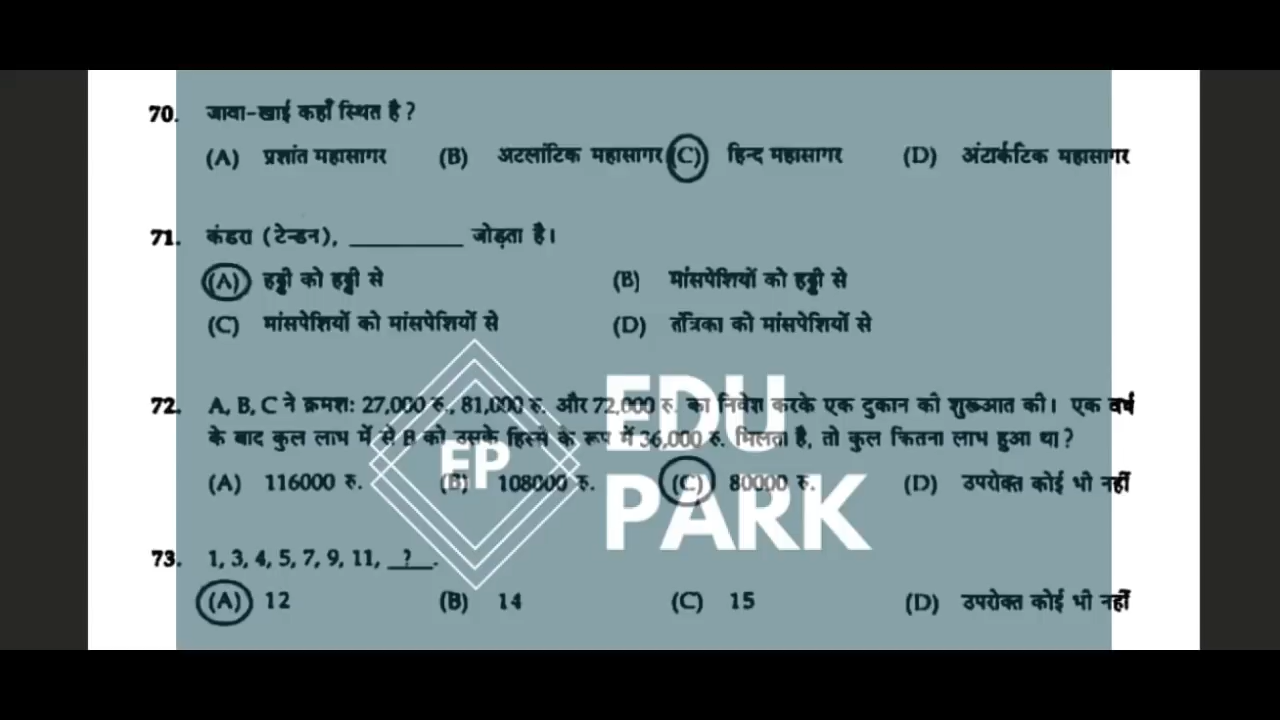 70. जावा-खाई कहाँ स्थित है ?
(A) प्रशांत महासागर (B) अटलांटिक महासागर (C) हिन्द महासागर (D) अंटार्कटिक महासागर
71. कंडरा (टेन्डन), ________ जोड़ता है।
(A) हड्डी को हड्डी से (B) मांसपेशियों को हड्डी से
(C) मांसपेशियों को मांसपेशियों से (D) तंत्रिका को मांसपेशियों से
72. A, B, C ने क्रमशः 27,000 रु., 81,000 रु. और 72,000 रु. का निवेश करके एक दुकान की शुरूआत की। एक वर्ष
के बाद कुल लाभ में से B को उसके हिस्से के रूप में 36,000 रु. मिलता है, तो कुल कितना लाभ हुआ था ?
(A) 116000 रु. (B) 108000 रु. (C) 80000 रु. (D) उपरोक्त कोई भी नहीं
73. 1, 3, 4, 5, 7, 9, 11, __?__.
(A) 12 (B) 14 (C) 15 (D) उपरोक्त कोई भी नहीं
EP
EDU
PARK